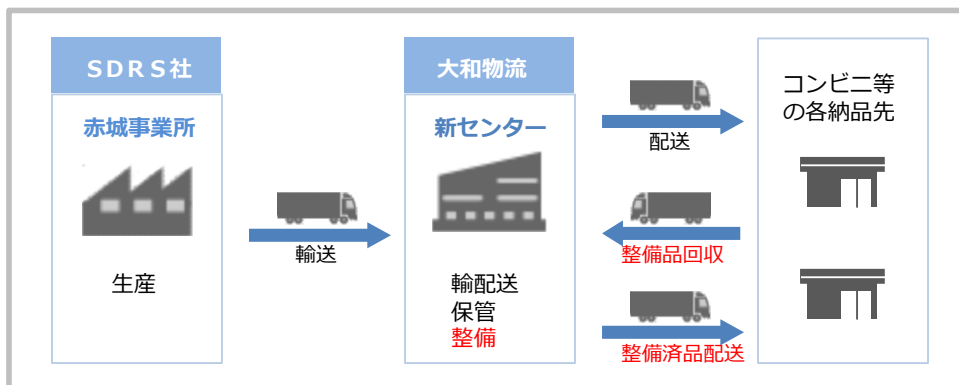 SDRS社
赤城事業所
生産
輸送
大和物流
新センター
輸配送
保管
整備
配送
整備品回収
整備済品配送
コンビニ等
の各納品先